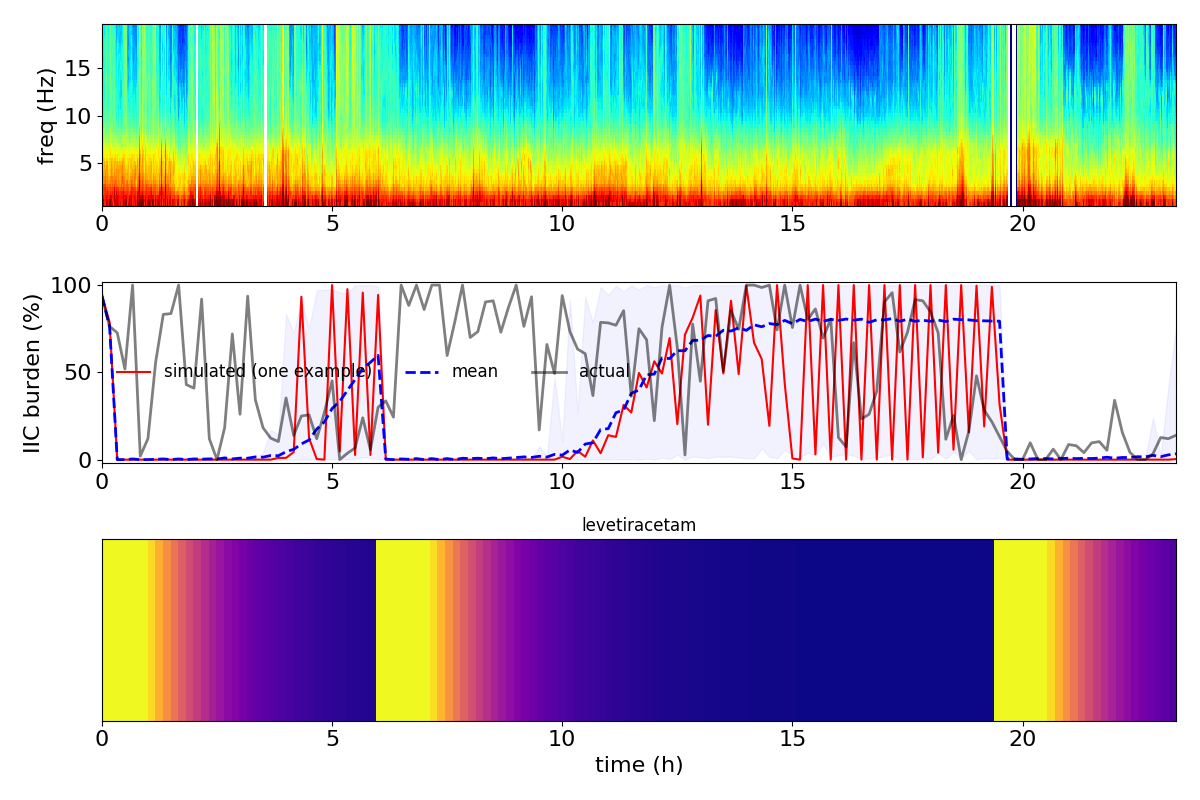 freq (Hz)
15
10
5
0 5 10 15 20
IIC burden (%)
100
50
0
simulated (one example) mean actual
0 5 10 15 20
levetiracetam
0 5 10 15 20
time (h)